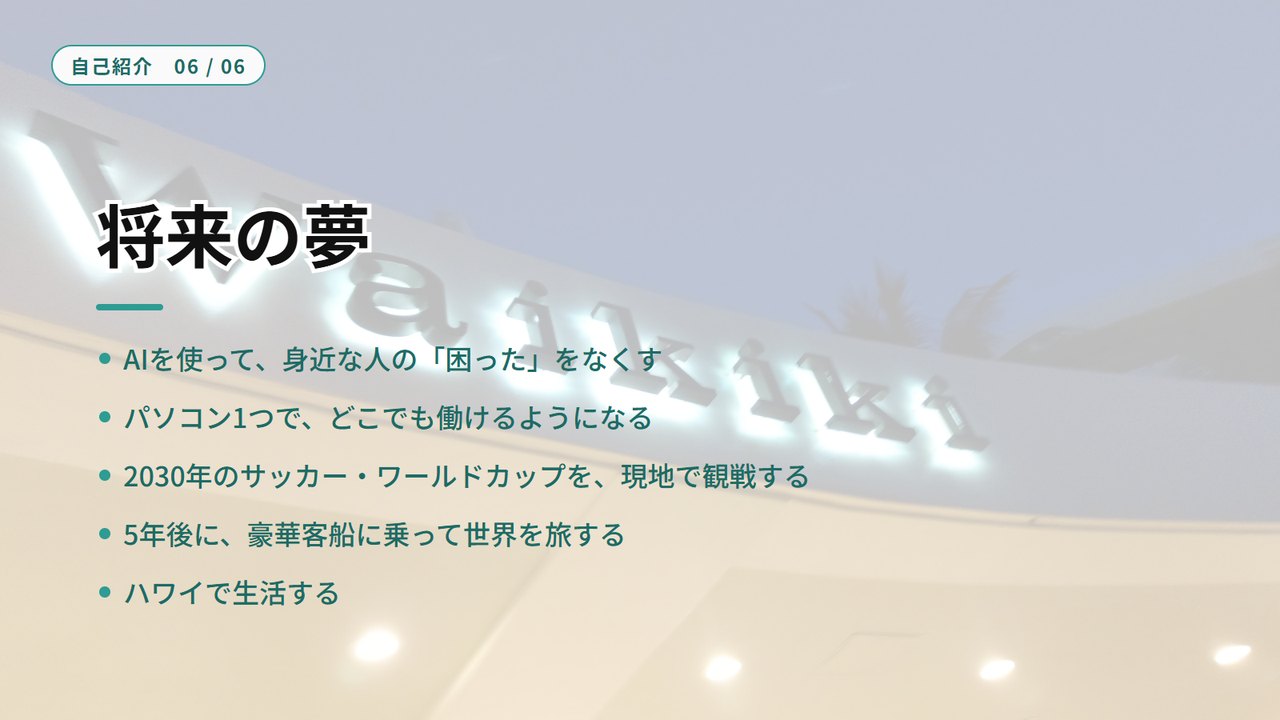 自己紹介 06 / 06
Waikiki
将来の夢
AIを使って、身近な人の「困った」をなくす
パソコン1つで、どこでも働けるようになる
2030年のサッカー・ワールドカップを、現地で観戦する
5年後に、豪華客船に乗って世界を旅する
ハワイで生活する